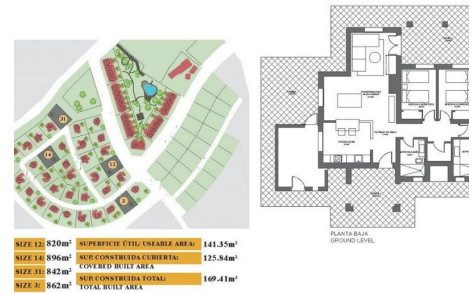 31
14
12
3
SIZE 12: 820m² SUPERFICIE ÚTIL: USEABLE AREA: 141.35m²
SIZE 14: 896m² SUP. CONSTRUIDA CUBIERTA: 125.84m²
COVERED BUILT AREA
SIZE 31: 842m² SUP. CONSTRUIDA TOTAL: 169.41m²
SIZE 3: 862m² TOTAL BUILT AREA
PLANTA BAJA
GROUND LEVEL